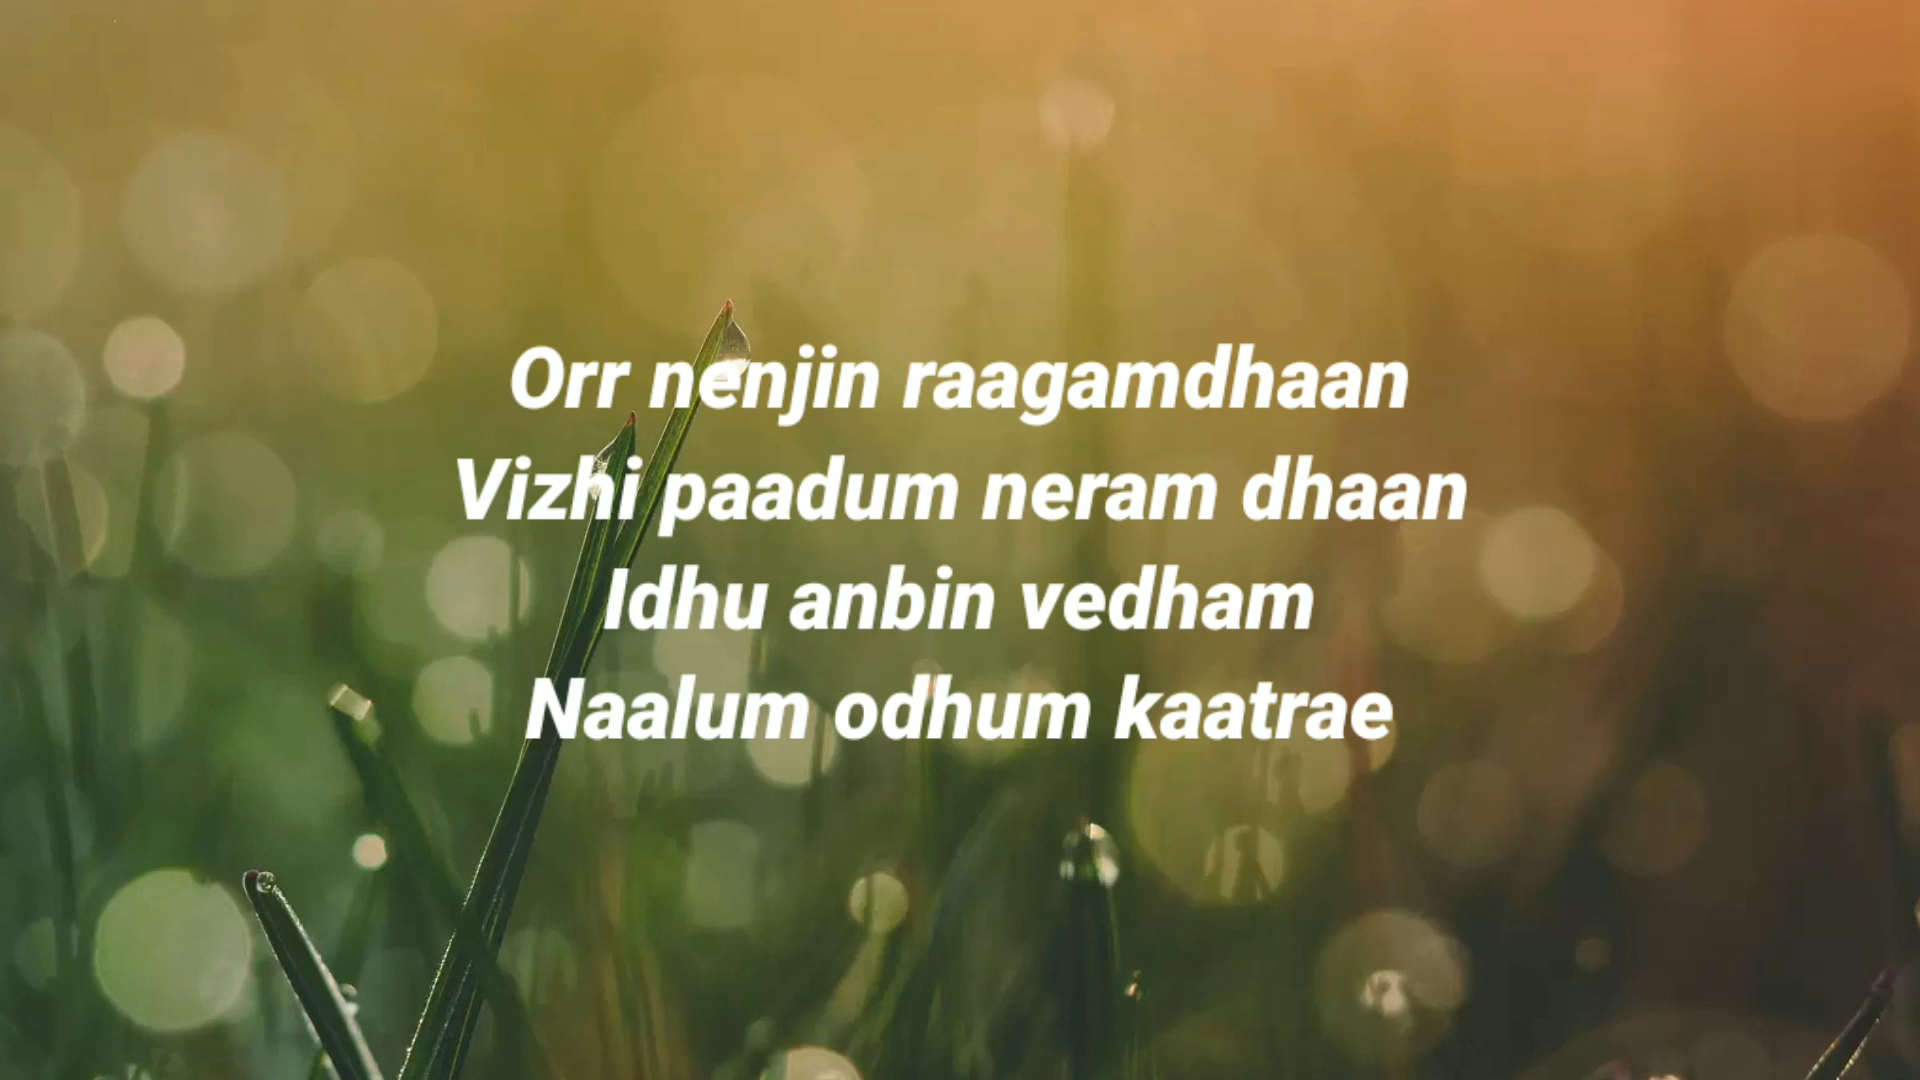 Orr nenjin raagamdhaan
Vizhi paadum neram dhaan
Idhu anbin vedham
Naalum odhum kaatrae